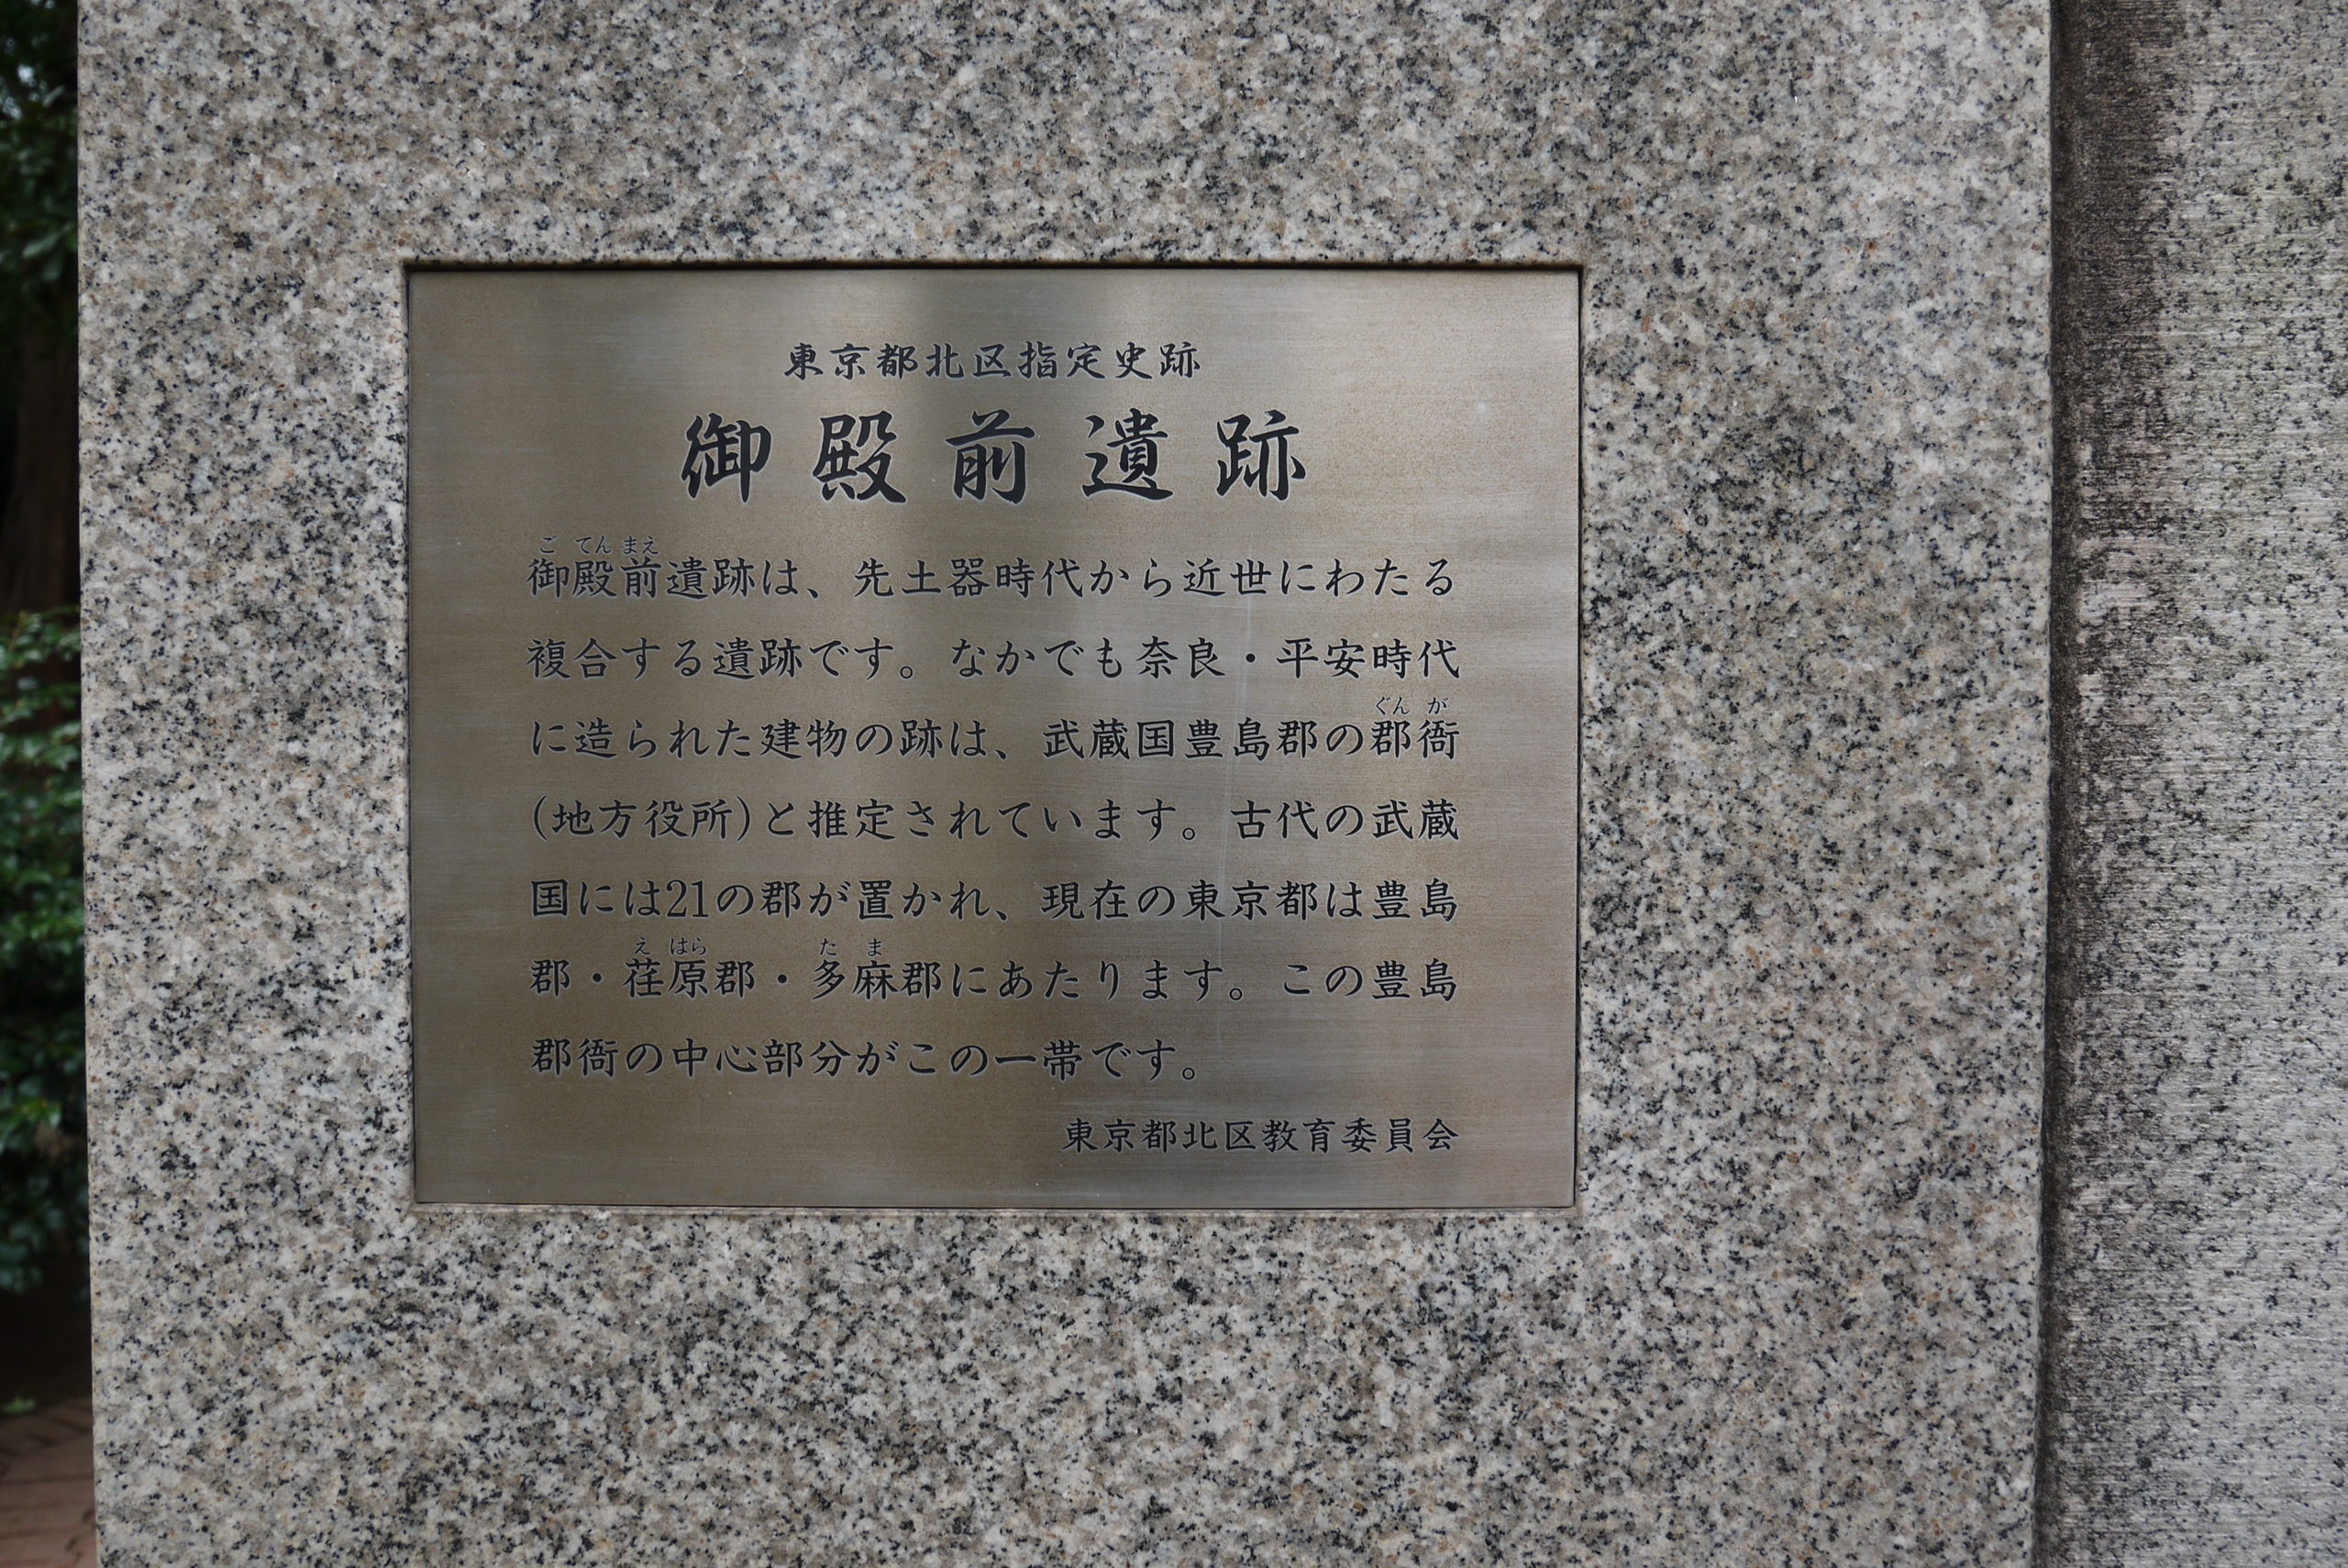 東京都北区指定史跡
御殿前遺跡
ご てん まえ
御殿前遺跡は、先土器時代から近世にわたる
複合する遺跡です。なかでも奈良・平安時代
ぐん が
に造られた建物の跡は、武蔵国豊島郡の郡衙
(地方役所)と推定されています。古代の武蔵
国には21の郡が置かれ、現在の東京都は豊島
え はら た ま
郡・荏原郡・多麻郡にあたります。この豊島
郡衙の中心部分がこの一帯です。
東京都北区教育委員会